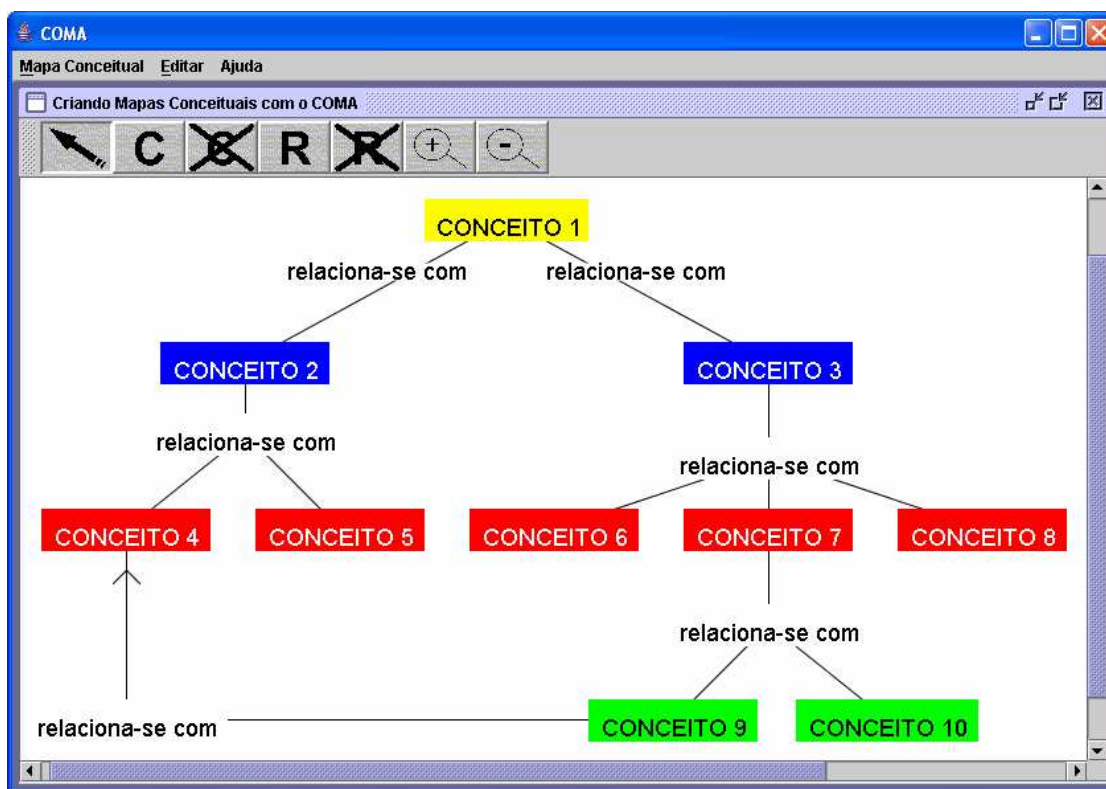 COMA
Mapa Conceitual Editar Ajuda
Criando Mapas Conceituais com o COMA
C C R R
CONCEITO 1
relaciona-se com relaciona-se com
CONCEITO 2 CONCEITO 3
relaciona-se com
relaciona-se com
CONCEITO 4 CONCEITO 5 CONCEITO 6 CONCEITO 7 CONCEITO 8
relaciona-se com
relaciona-se com CONCEITO 9 CONCEITO 10